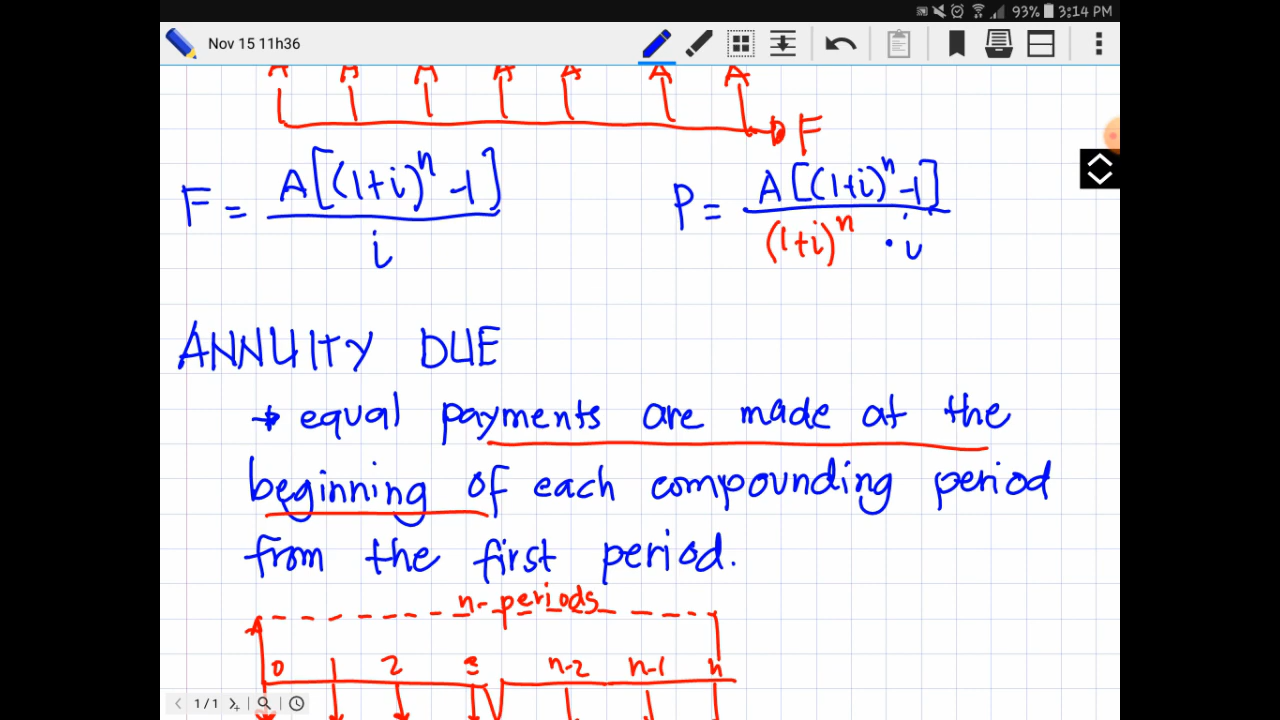 93% 3:14 PM
Nov 15 11h36
A A A A A A A
F
F = A[(1+i)^n -1] / i
P = A[(1+i)^n -1] / (1+i)^n · i
ANNUITY DUE
→ equal payments are made at the
beginning of each compounding period
from the first period.
n-periods
A
0 1 2 3 n-2 n-1 n
1/1